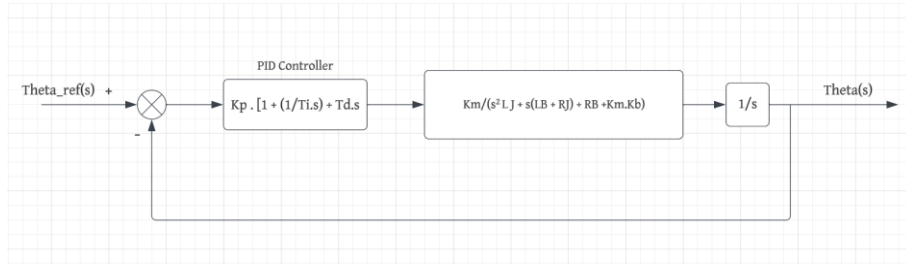 PID Controller
Theta_ref(s) +
Kp . [1 + (1/Ti.s) + Td.s
Km/(s² L J + s(LB + RJ) + RB +Km.Kb)
1/s
Theta(s)
-